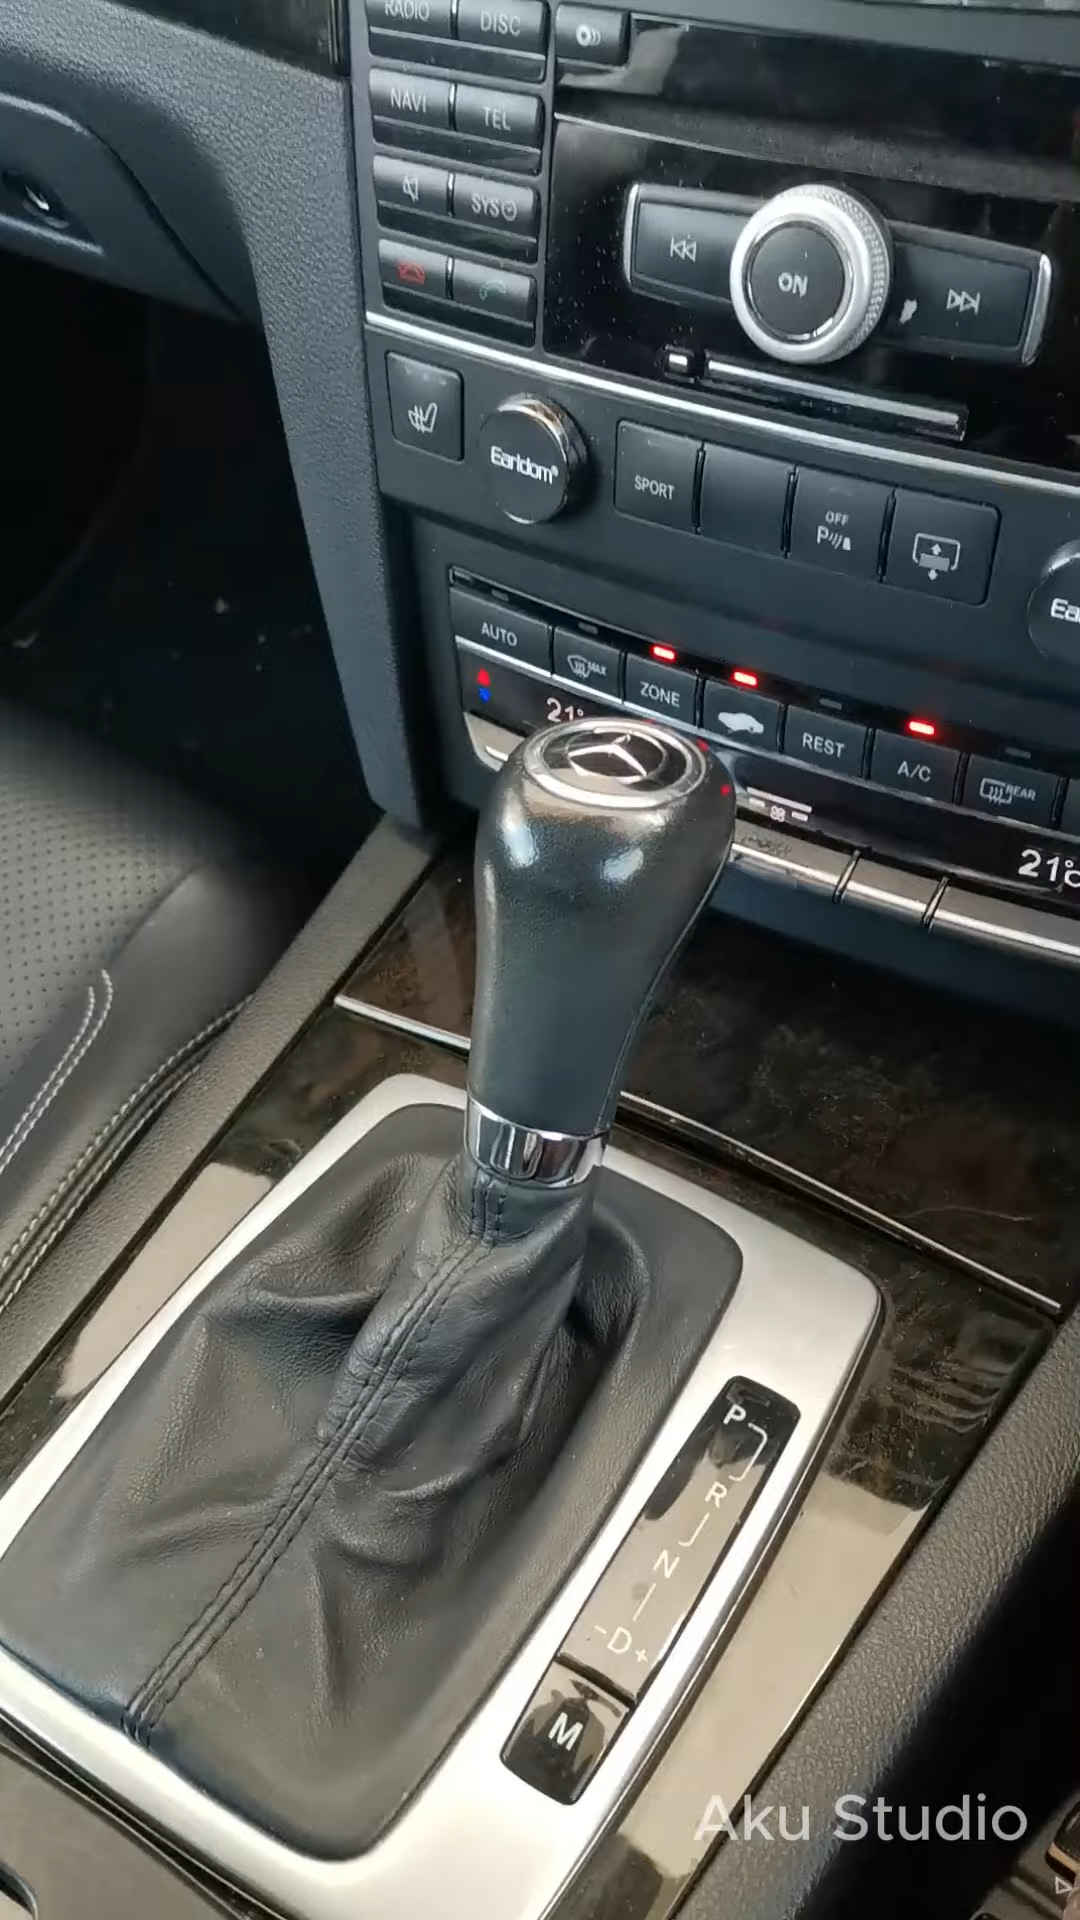 RADIO
DISC
NAVI
TEL
SYS
ON
Earldom®
SPORT
OFF
P
AUTO
MAX
ZONE
REST
A/C
REAR
21°
21°C
P
R
N
-D+
M
Aku Studio